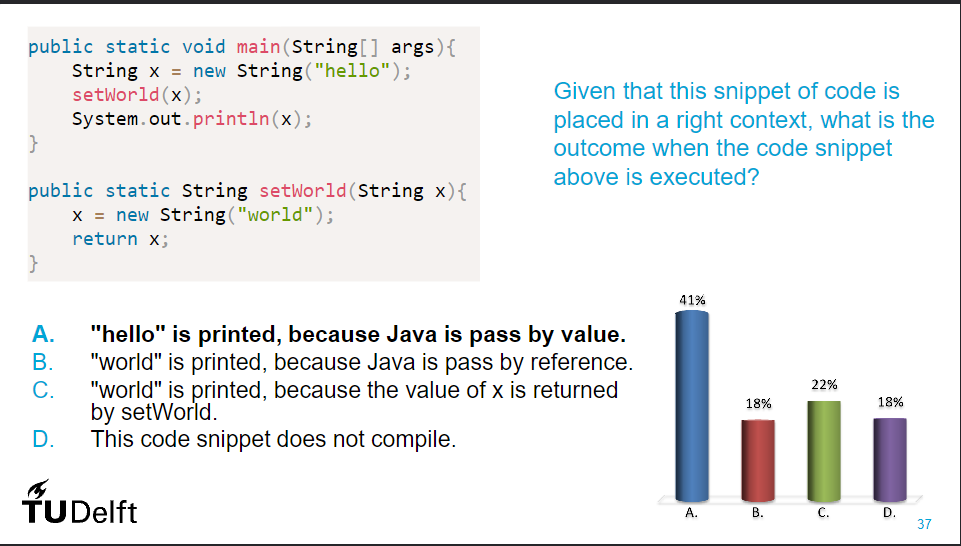 public static void main(String[] args){
    String x = new String("hello");
    setWorld(x);
    System.out.println(x);
}
public static String setWorld(String x){
    x = new String("world");
    return x;
}
Given that this snippet of code is
placed in a right context, what is the
outcome when the code snippet
above is executed?
A. "hello" is printed, because Java is pass by value.
B. "world" is printed, because Java is pass by reference.
C. "world" is printed, because the value of x is returned
by setWorld.
D. This code snippet does not compile.
41%
18%
22%
18%
A. B. C. D.
TUDelft
37